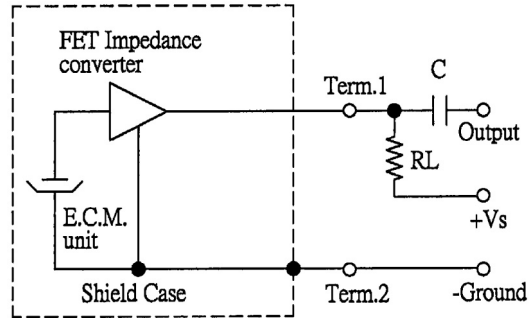 FET Impedance
converter
Term.1
C
Output
RL
+Vs
E.C.M.
unit
Shield Case
Term.2
-Ground